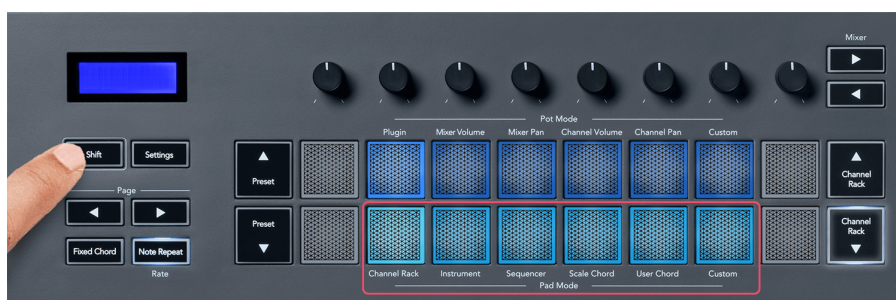 Mixer
Pot Mode
Plugin Mixer Volume Mixer Pan Channel Volume Channel Pan Custom
Shift Settings
Preset
Channel
Rack
Page
Preset
Channel
Rack
Fixed Chord Note Repeat
Rate
Channel Rack Instrument Sequencer Scale Chord User Chord Custom
Pad Mode